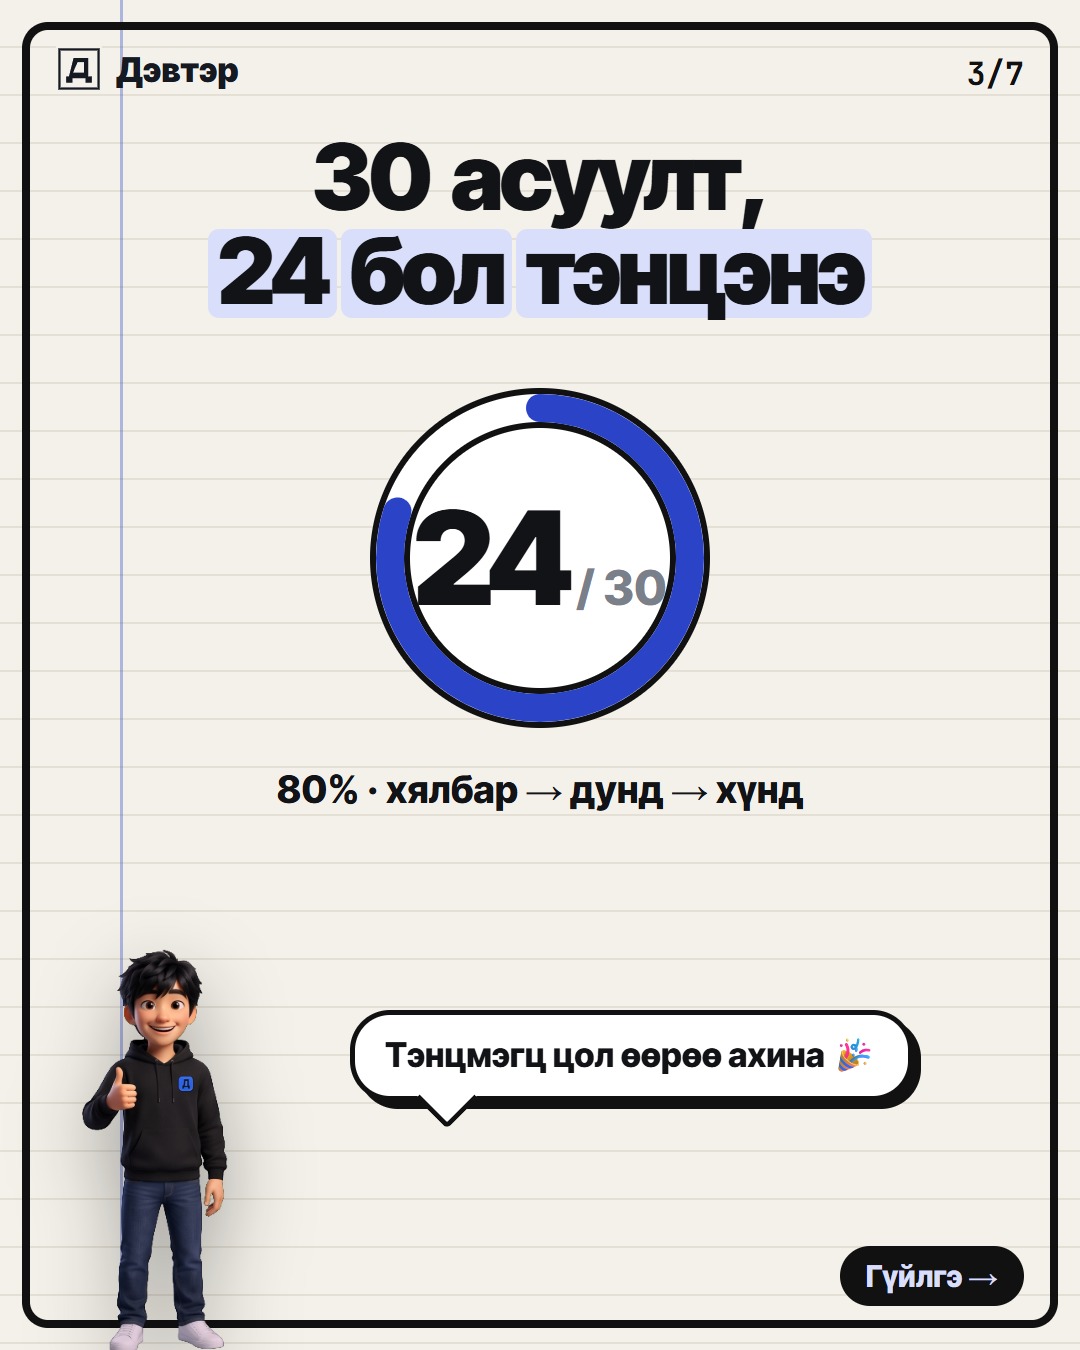 Д Дэвтэр
3/7
30 асуулт,
24 бол тэнцэнэ
24 / 30
80% · хялбар → дунд → хүнд
Тэнцмэгц цол өөрөө ахина 🎉
Д
Гүйлгэ →